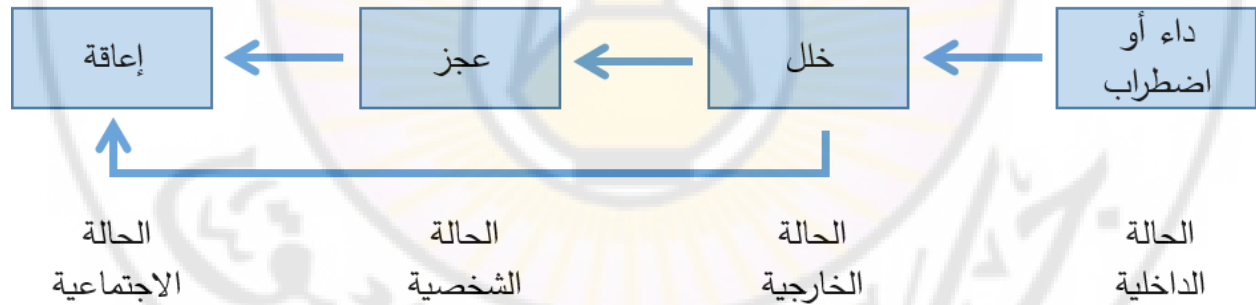 داء أو
اضطراب
خلل
عجز
إعاقة
الحالة
الداخلية
الحالة
الخارجية
الحالة
الشخصية
الحالة
الاجتماعية